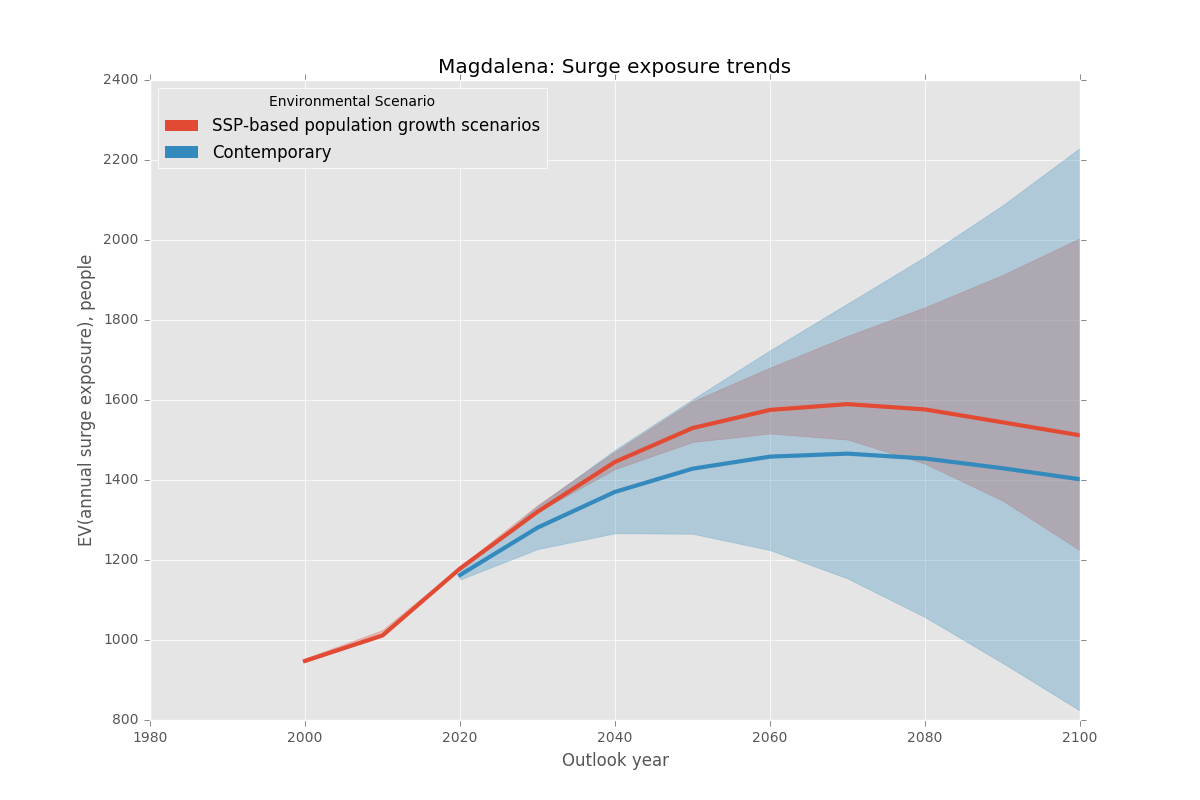 Magdalena: Surge exposure trends
2400
2200
2000
1800
1600
1400
1200
1000
800
EV(annual surge exposure), people
Environmental Scenario
SSP-based population growth scenarios
Contemporary
1980 2000 2020 2040 2060 2080 2100
Outlook year